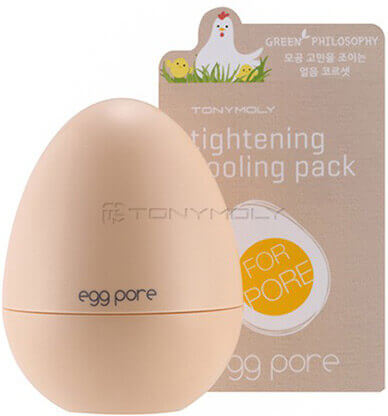 GREEN PHILOSOPHY
모공 고민을 조이는
얼음 코르셋
TONYMOLY
tightening
ooling pack
FOR
PORE
egg pore
TONYMOLY
egg pore